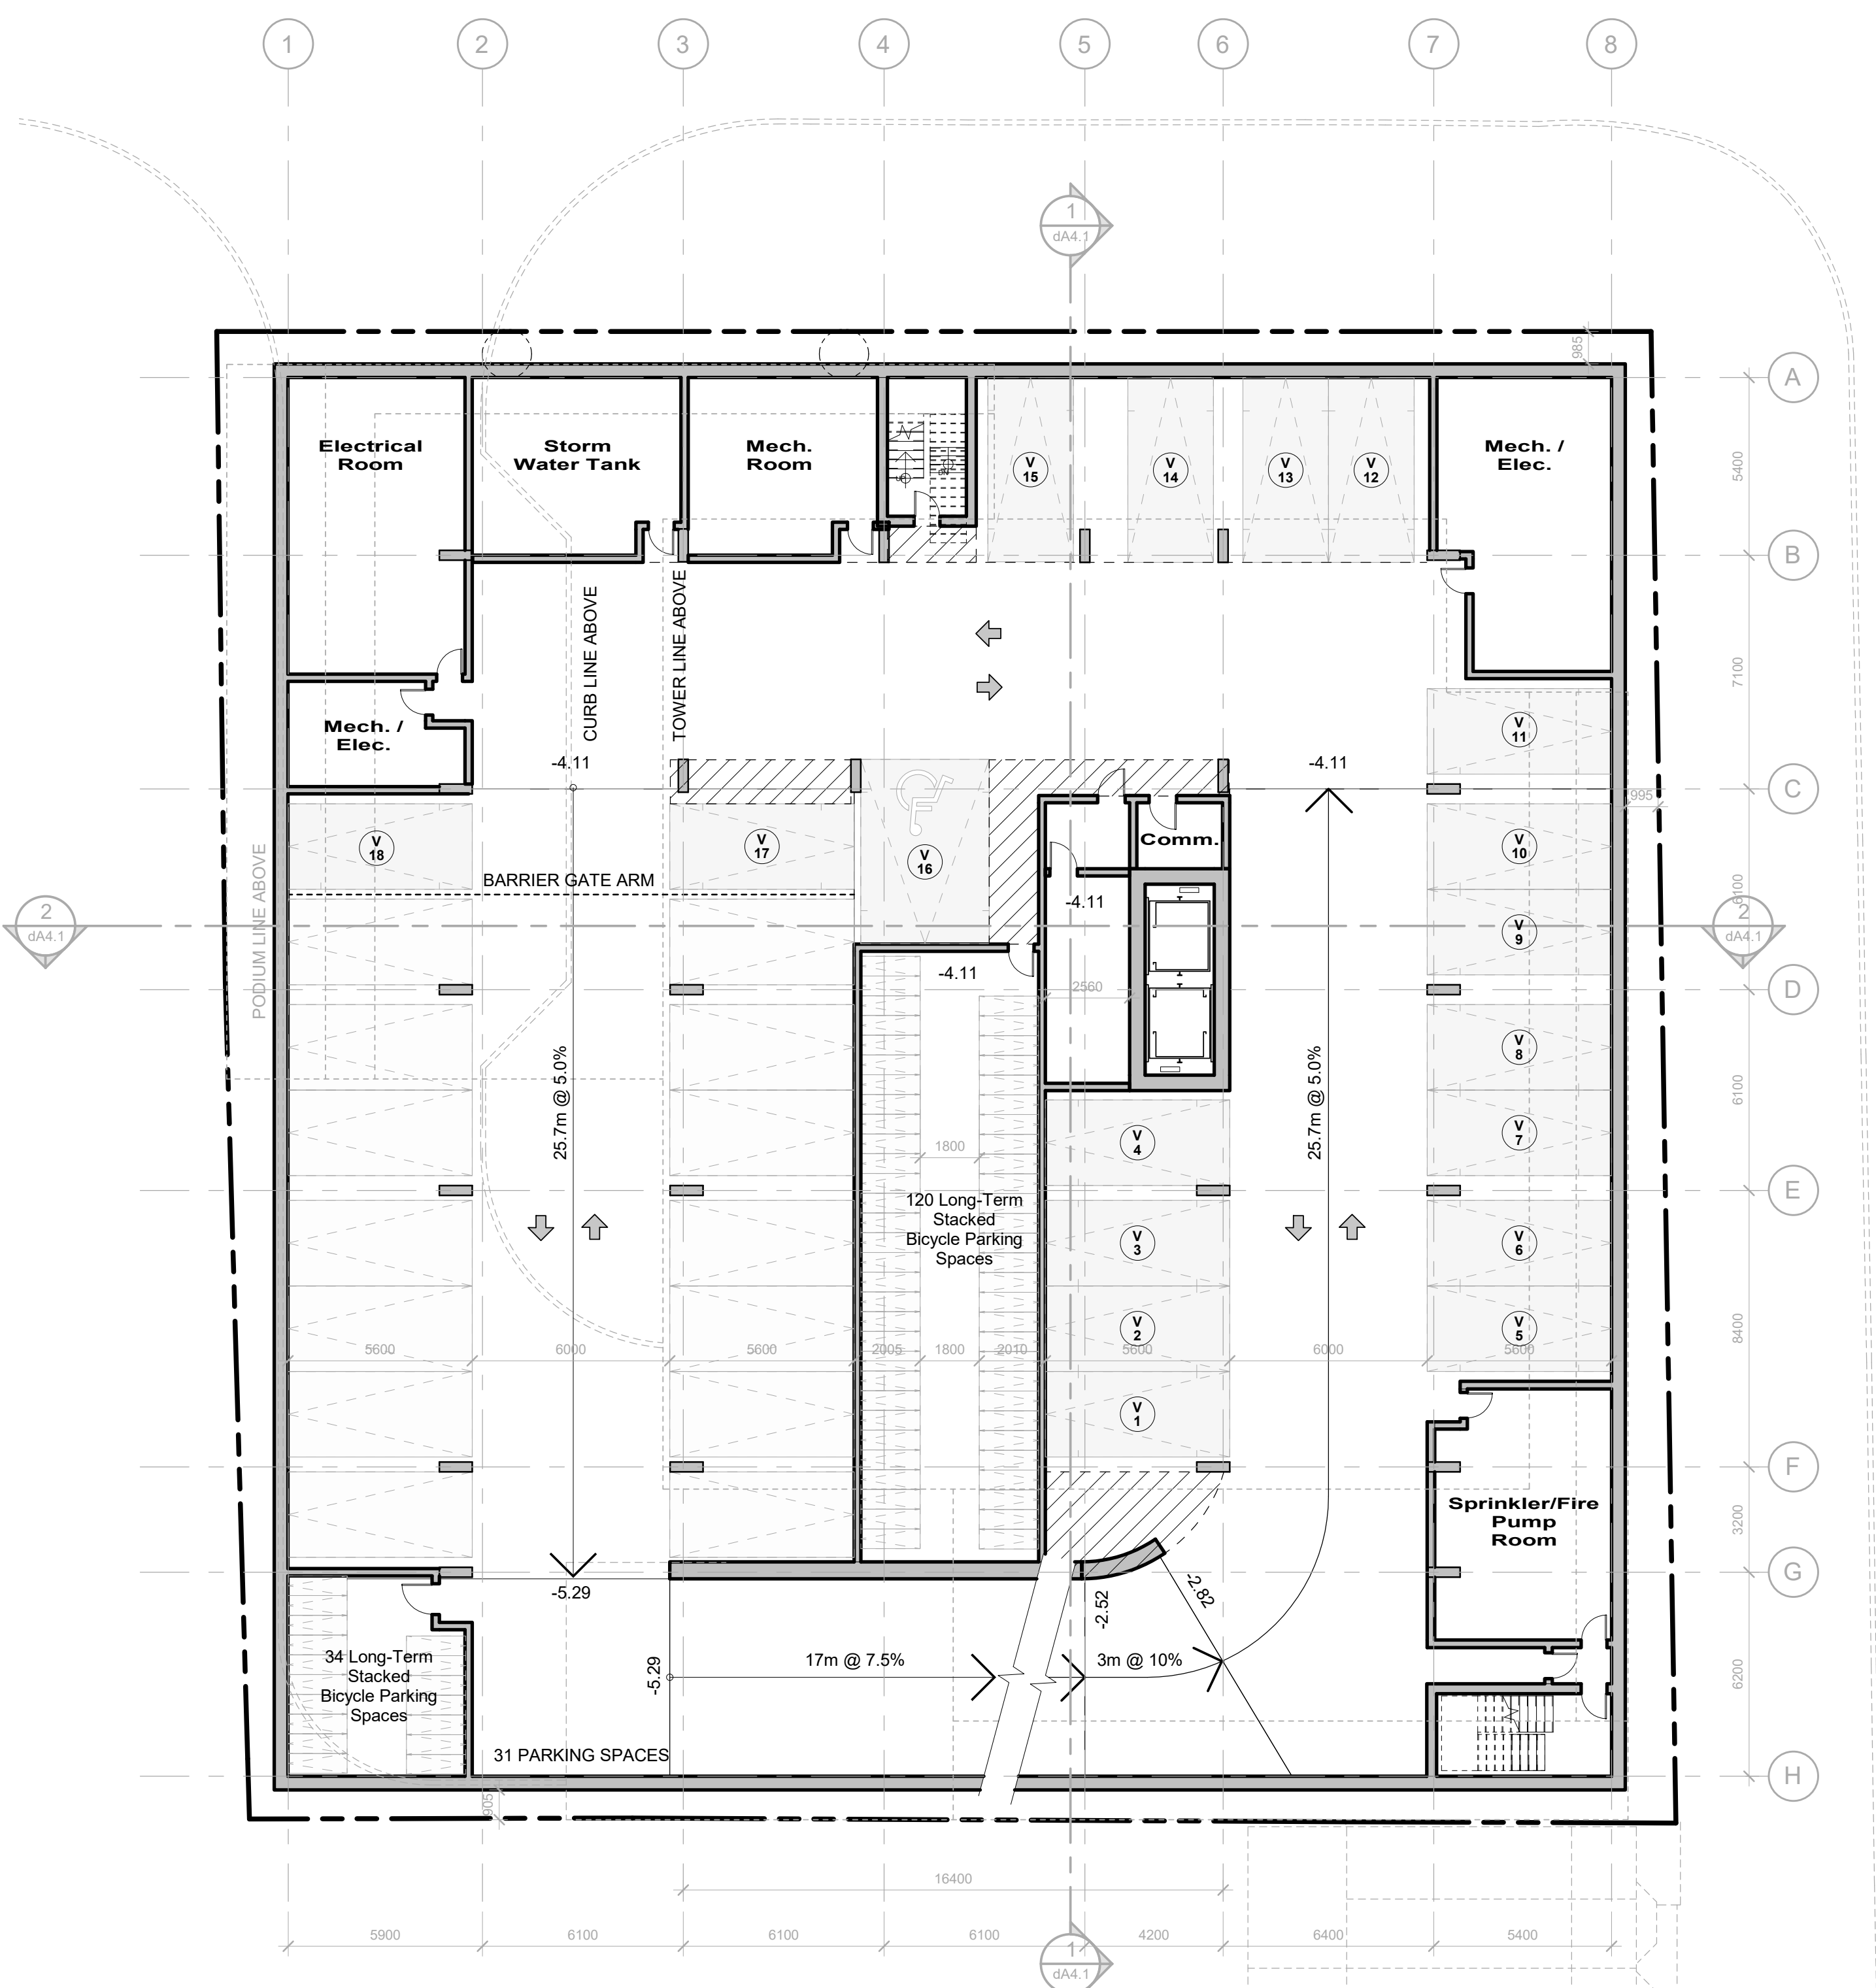 1 2 3 4 5 6 7 8
1
dA4.1
985
A
Electrical
Room
Storm
Water Tank
Mech.
Room
UP
DN
V
15
V
14
V
13
V
12
Mech. /
Elec.
5400
B
CURB LINE ABOVE
TOWER LINE ABOVE
7100
Mech. /
Elec.
-4.11
-4.11
V
11
C
995
V
18
V
17
V
16
Comm.
V
10
PODIUM LINE ABOVE
BARRIER GATE ARM
-4.11
6100
2
dA4.1
V
9
2
dA4.1
-4.11
2560
D
25.7m @ 5.0%
25.7m @ 5.0%
V
8
6100
V
4
V
7
1800
E
120 Long-Term
Stacked
Bicycle Parking
Spaces
V
3
V
6
V
2
V
5
8400
5600 6000 5600 2005 1800 2010 5600 6000 5600
V
1
F
Sprinkler/Fire
Pump
Room
3200
G
-5.29
-2.52
-2.82
34 Long-Term
Stacked
Bicycle Parking
Spaces
-5.29
17m @ 7.5%
3m @ 10%
6200
31 PARKING SPACES
H
905
16400
5900 6100 6100 6100 4200 6400 5400
1
dA4.1